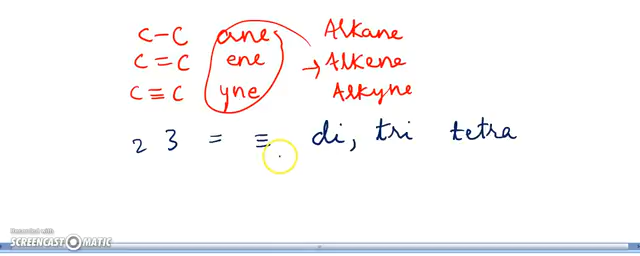 C-C ane Alkane
C=C ene → Alkene
C≡C yne Alkyne
2 3 = ≡ di, tri tetra
Recorded with
SCREENCAST-O-MATIC